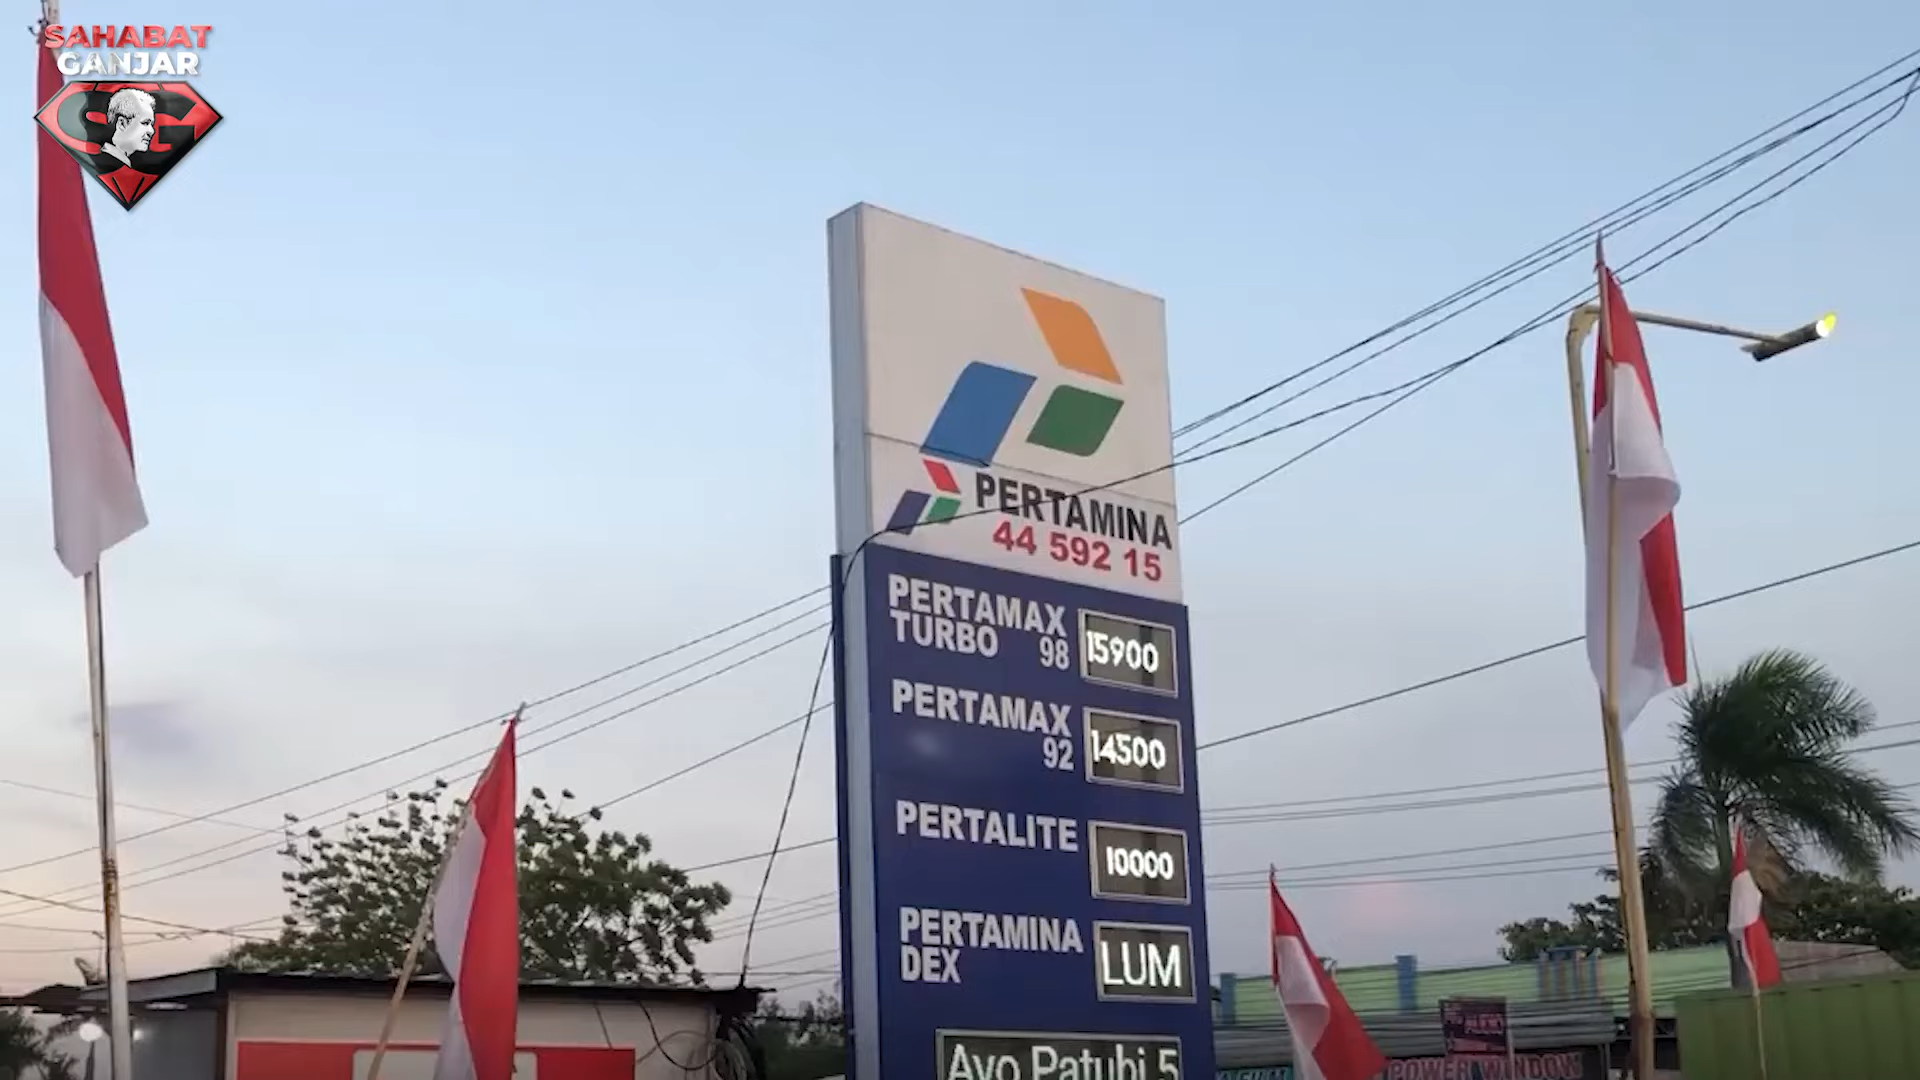 SAHABAT
GANJAR
SG
PERTAMINA
44 592 15
PERTAMAX
TURBO 98
15900
PERTAMAX
92
14500
PERTALITE
10000
PERTAMINA
DEX
LUM
Ayo Patuhi 5
POWER WINDOW